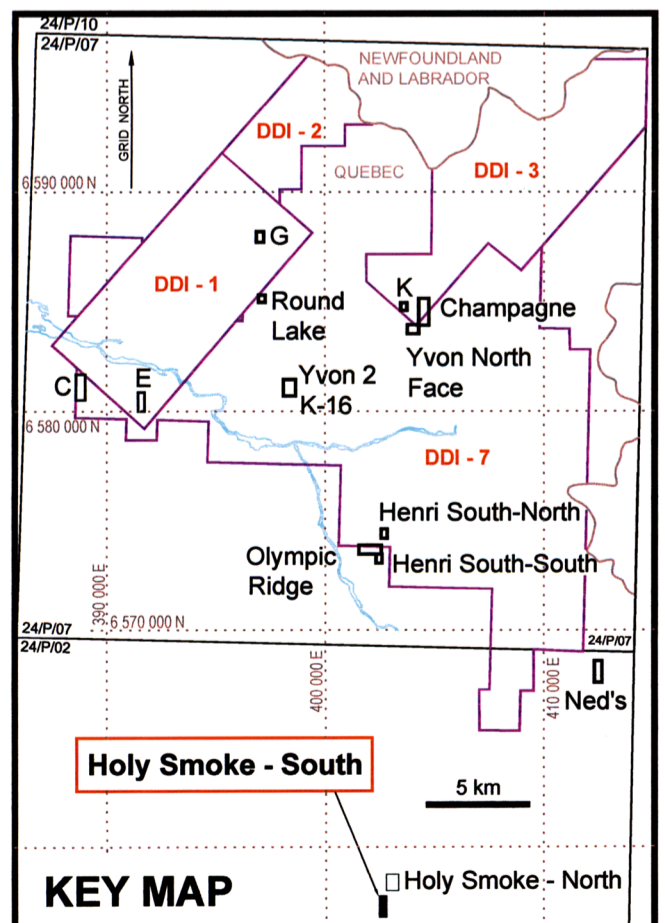 24/P/10
24/P/07
NEWFOUNDLAND
AND LABRADOR
GRID NORTH
DDI - 2
QUEBEC
DDI - 3
6 590 000 N
G
DDI - 1
K
Round
Lake
Champagne
Yvon North
Face
C
E
Yvon 2
K-16
6 580 000 N
DDI - 7
Henri South-North
Olympic
Ridge
Henri South-South
390 000 E
6 570 000 N
24/P/07
24/P/02
24/P/07
400 000 E
410 000 E
Ned's
Holy Smoke - South
5 km
KEY MAP
Holy Smoke - North